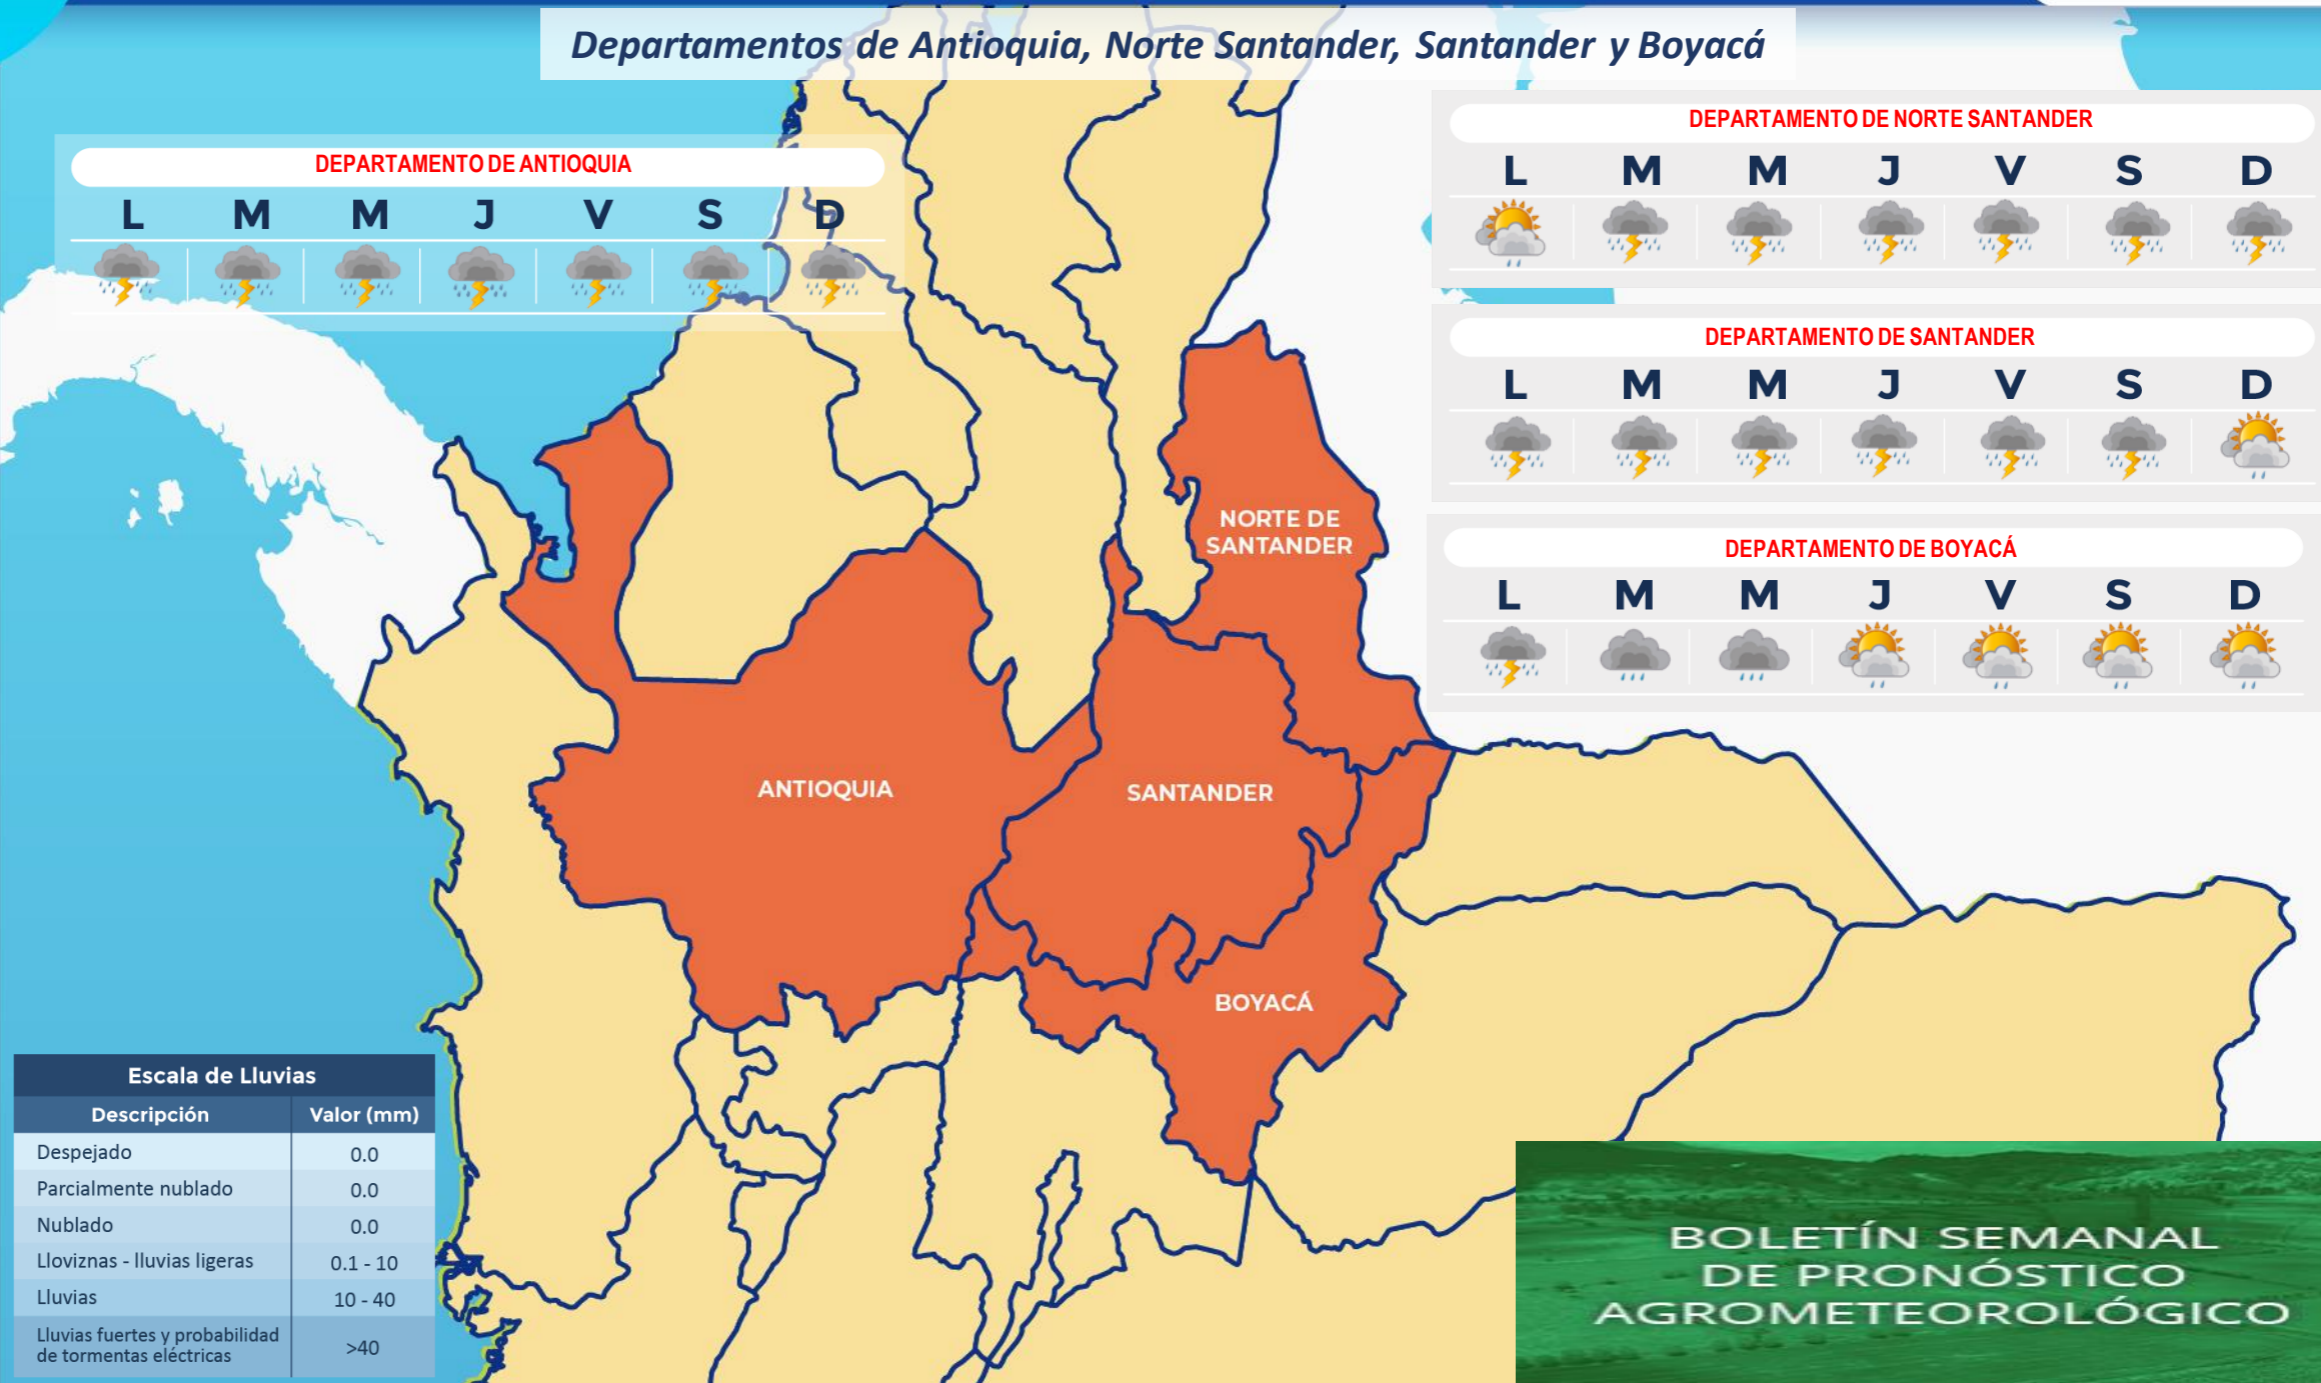 Departamentos de Antioquia, Norte Santander, Santander y Boyacá
DEPARTAMENTO DE ANTIOQUIA
L M M J V S D
DEPARTAMENTO DE NORTE SANTANDER
L M M J V S D
DEPARTAMENTO DE SANTANDER
L M M J V S D
DEPARTAMENTO DE BOYACÁ
L M M J V S D
NORTE DE
SANTANDER
ANTIOQUIA
SANTANDER
BOYACÁ
Escala de Lluvias
Descripción Valor (mm)
Despejado 0.0
Parcialmente nublado 0.0
Nublado 0.0
Lloviznas - lluvias ligeras 0.1 - 10
Lluvias 10 - 40
Lluvias fuertes y probabilidad
de tormentas eléctricas >40
BOLETÍN SEMANAL
DE PRONÓSTICO
AGROMETEOROLÓGICO